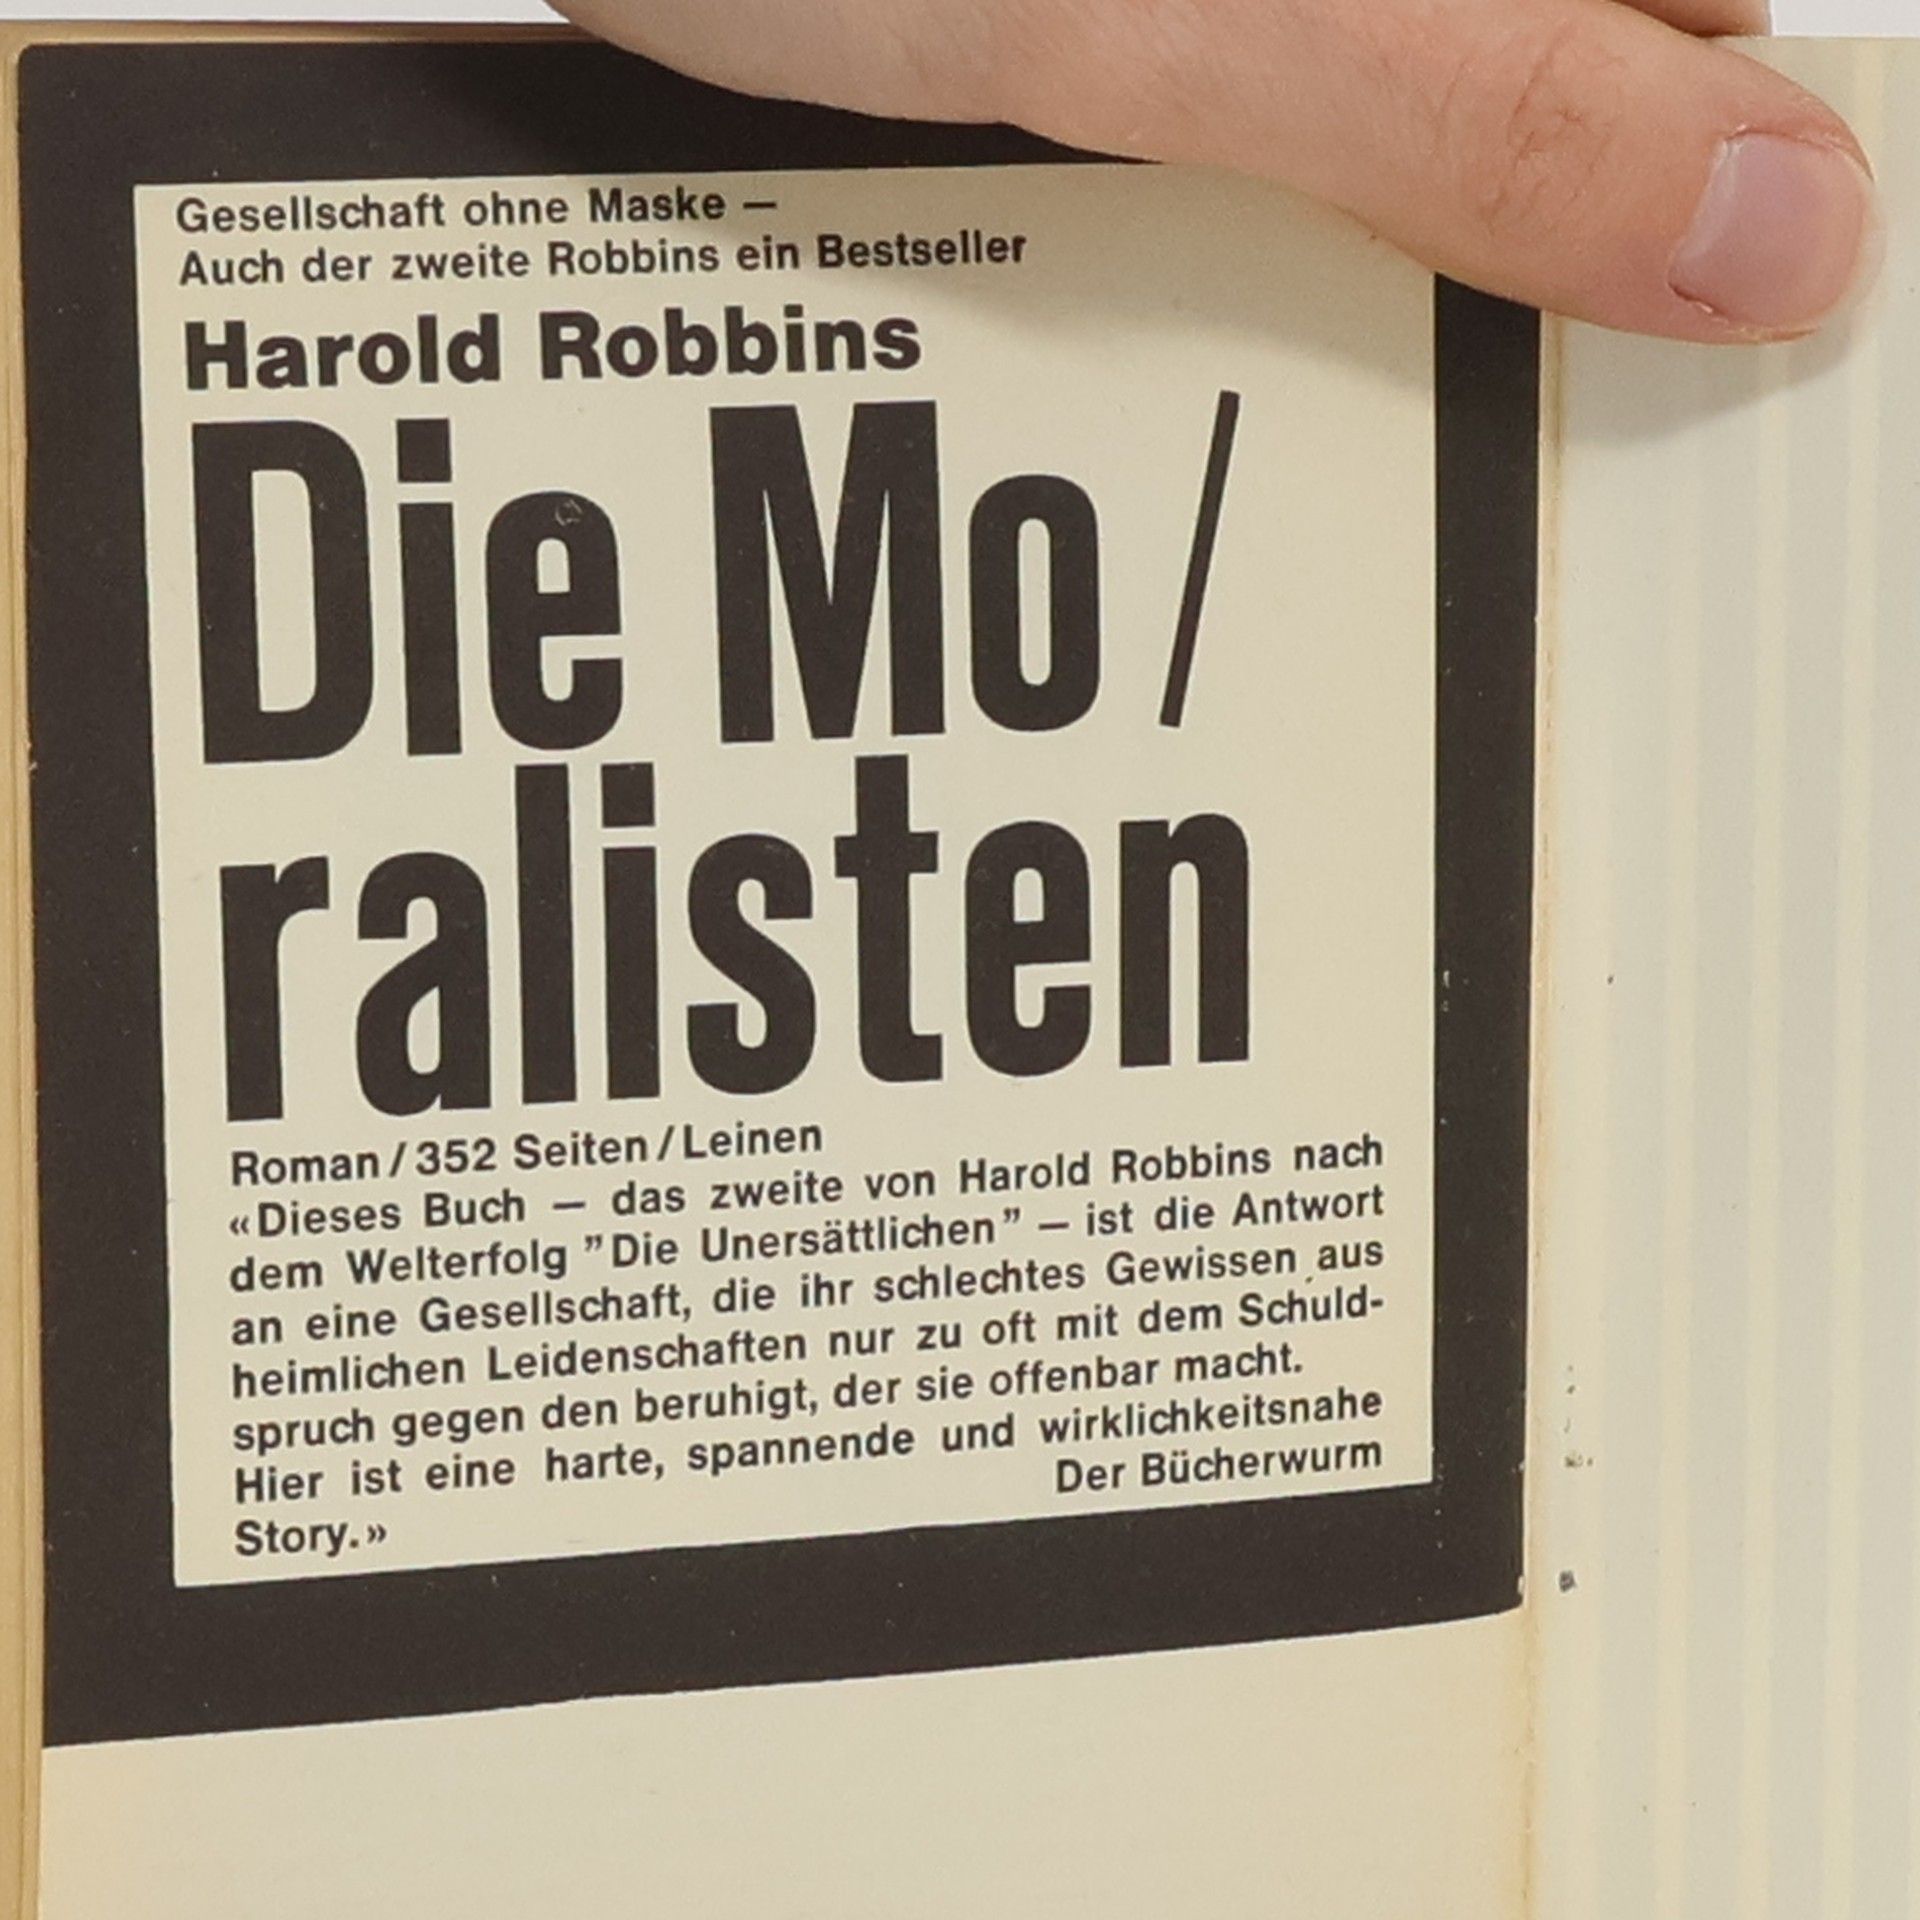 Gesellschaft ohne Maske —
Auch der zweite Robbins ein Bestseller
Harold Robbins
Die Mo/
ralisten
Roman/352 Seiten/Leinen
«Dieses Buch — das zweite von Harold Robbins nach
dem Welterfolg ”Die Unersättlichen” — ist die Antwort
an eine Gesellschaft, die ihr schlechtes Gewissen aus
heimlichen Leidenschaften nur zu oft mit dem Schuld-
spruch gegen den beruhigt, der sie offenbar macht.
Hier ist eine harte, spannende und wirklichkeitsnahe
Story.» Der Bücherwurm